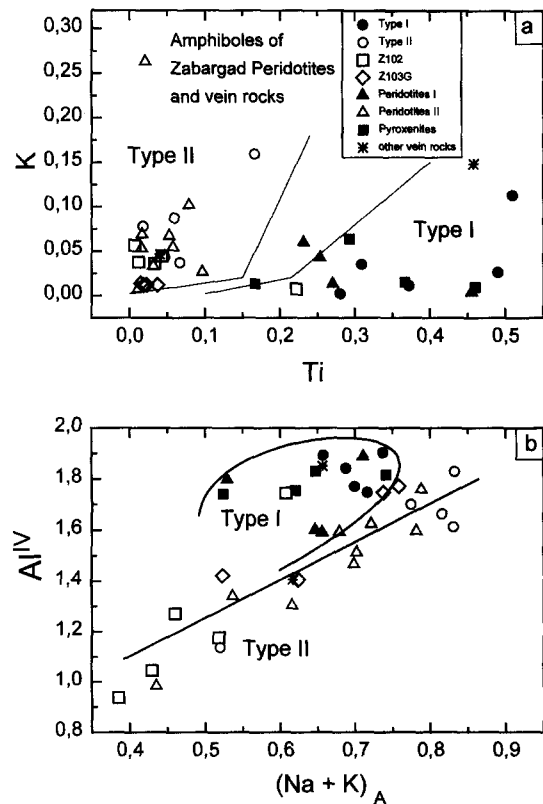 a
Amphiboles of
Zabargad Peridotites
and vein rocks
Type I
Type II
Z102
Z103G
Peridotites I
Peridotites II
Pyroxenites
other vein rocks
Type II
Type I
K
0,30
0,25
0,20
0,15
0,10
0,05
0,00
0,0 0,1 0,2 0,3 0,4 0,5
Ti
b
Type I
Type II
Al^IV
2,0
1,8
1,6
1,4
1,2
1,0
0,8
0,4 0,5 0,6 0,7 0,8 0,9
(Na + K)_A